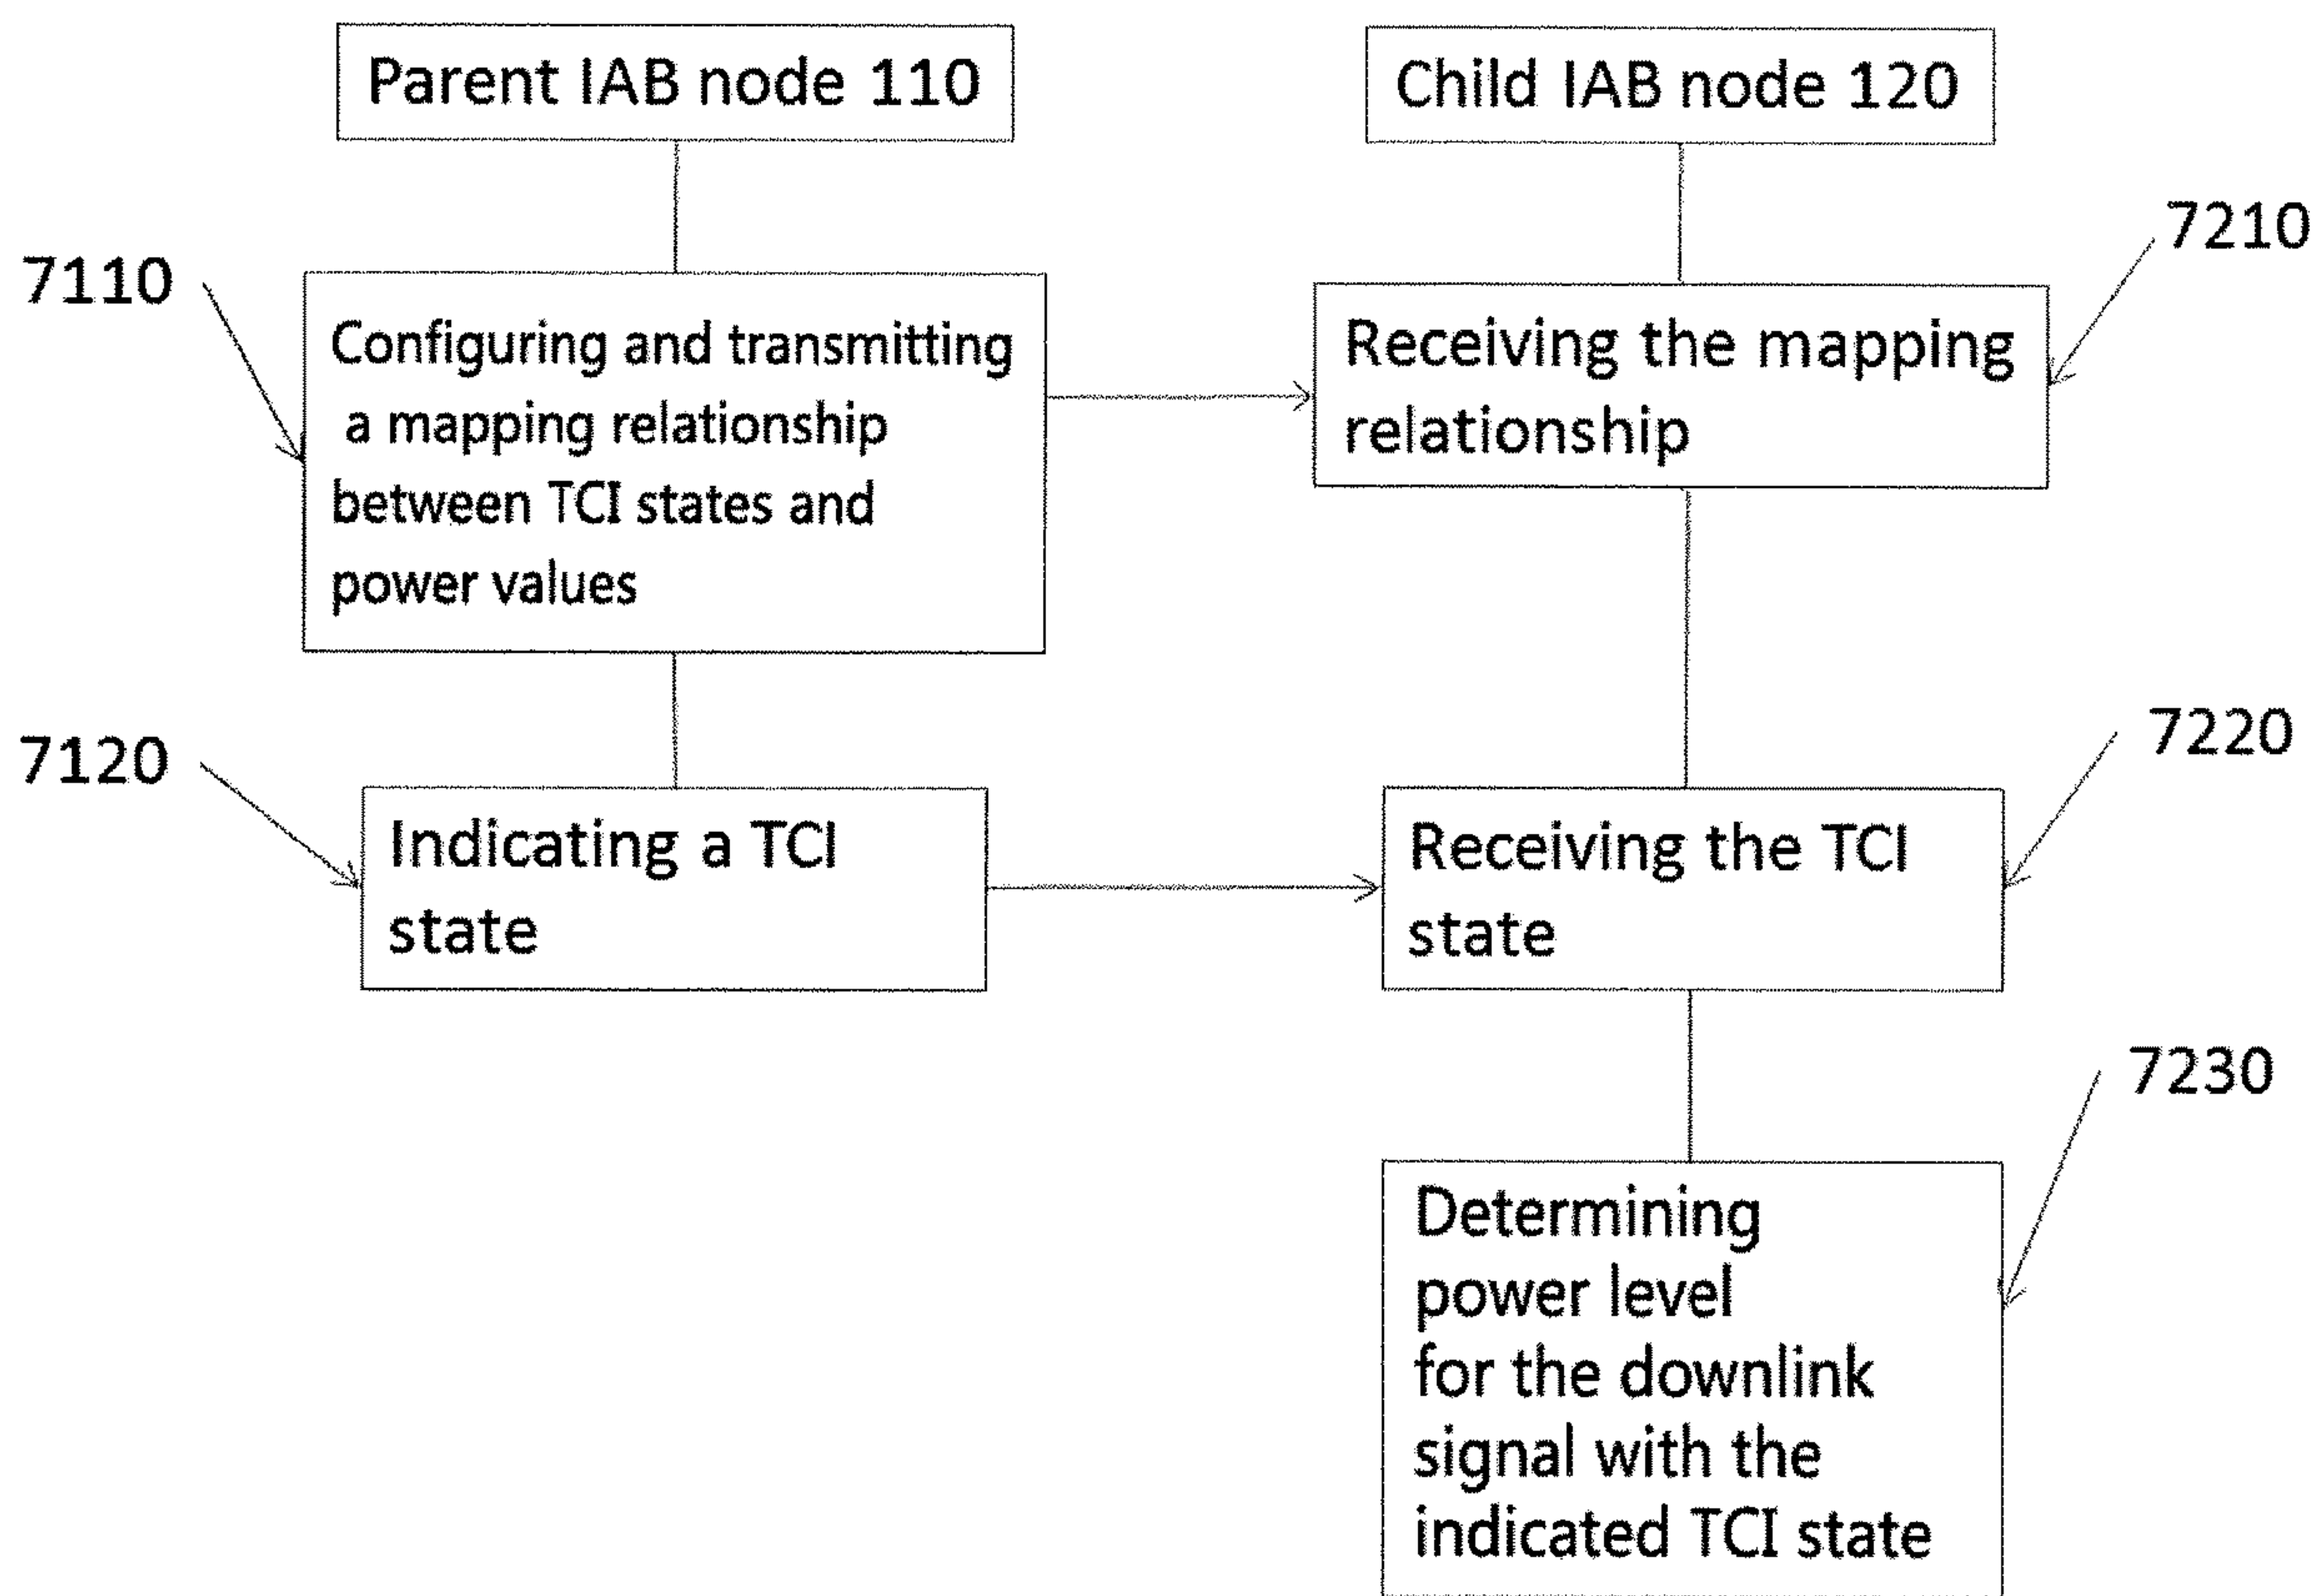 Parent IAB node 110
Child IAB node 120
7110
Configuring and transmitting
a mapping relationship
between TCI states and
power values
7210
Receiving the mapping
relationship
7120
Indicating a TCI
state
7220
Receiving the TCI
state
7230
Determining
power level
for the downlink
signal with the
indicated TCI state